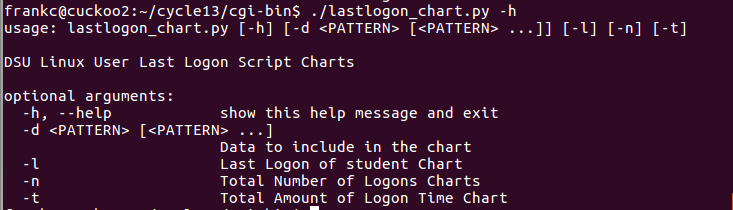 frankc@cuckoo2:~/cycle13/cgi-bin$ ./lastlogon_chart.py -h
usage: lastlogon_chart.py [-h] [-d <PATTERN> [<PATTERN> ...]] [-l] [-n] [-t]
DSU Linux User Last Logon Script Charts
optional arguments:
-h, --help show this help message and exit
-d <PATTERN> [<PATTERN> ...]
Data to include in the chart
-l Last Logon of student Chart
-n Total Number of Logons Charts
-t Total Amount of Logon Time Chart